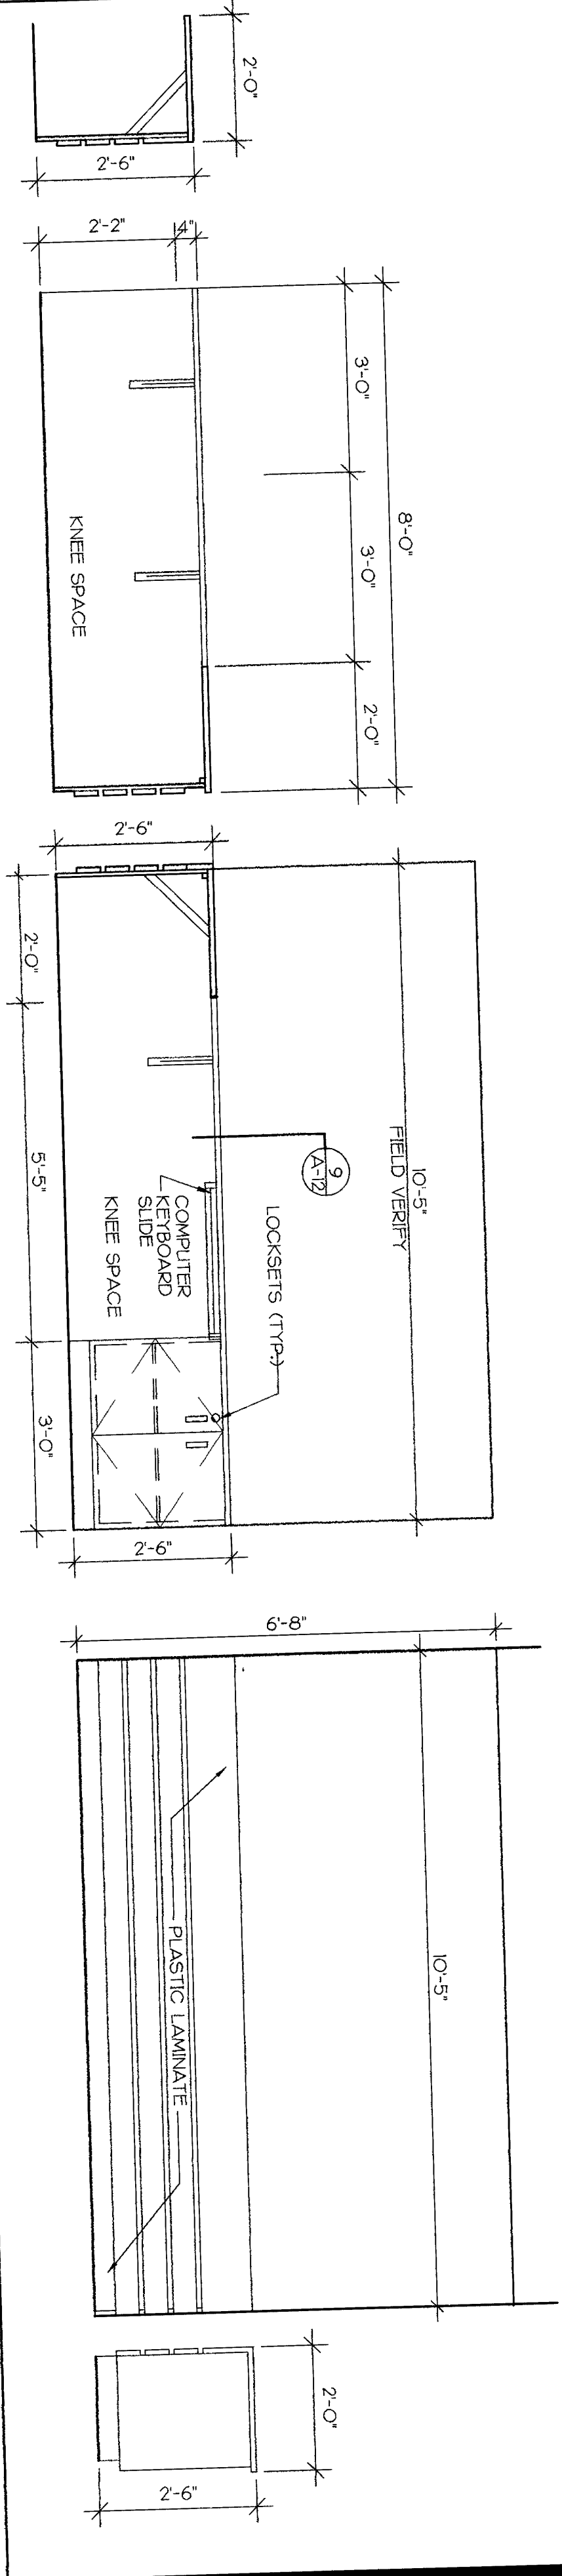 2'-0"
2'-6"
2'-2"
4"
3'-0"
3'-0"
2'-0"
8'-0"
KNEE SPACE
2'-6"
2'-0"
5'-5"
3'-0"
10'-5"
FIELD VERIFY
9
A-12
LOCKSETS (TYP.)
COMPUTER
KEYBOARD
SLIDE
KNEE SPACE
2'-6"
6'-8"
10'-5"
PLASTIC LAMINATE
2'-0"
2'-6"